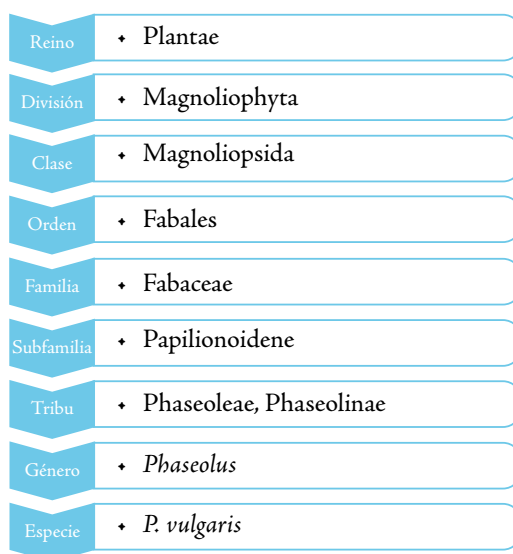 Reino
Plantae
División
Magnoliophyta
Clase
Magnoliopsida
Orden
Fabales
Familia
Fabaceae
Subfamilia
Papilionoidene
Tribu
Phaseoleae, Phaseolinae
Género
Phaseolus
Especie
P. vulgaris